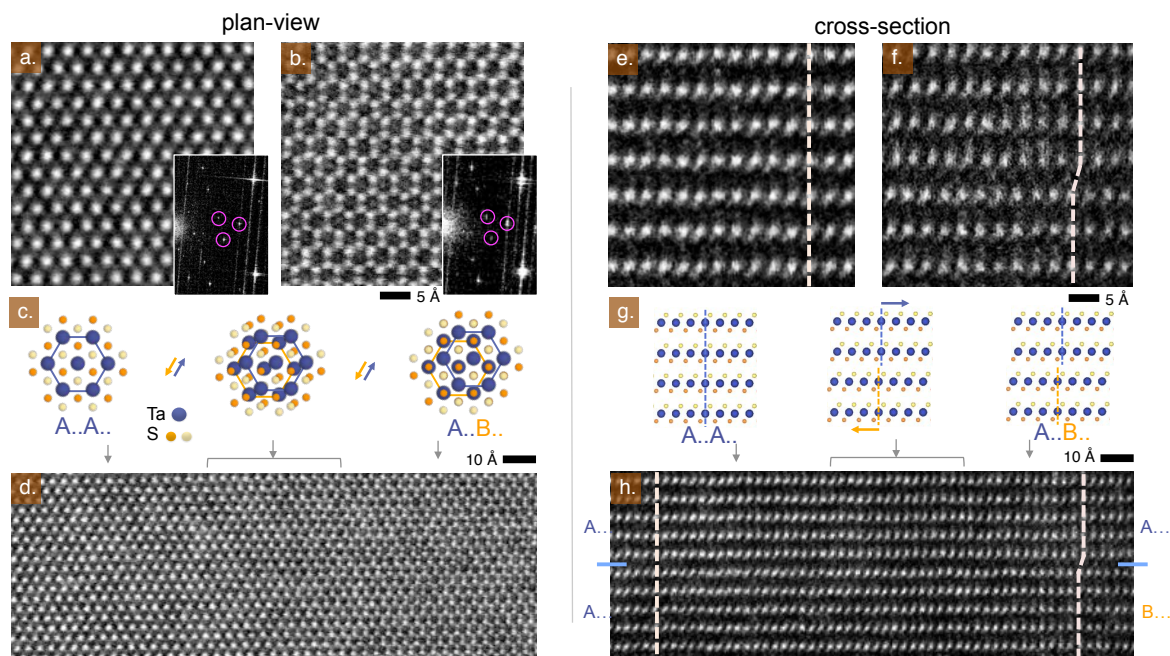 plan-view
cross-section
a.
b.
e.
f.
5 Å
5 Å
c.
g.
Ta
S
A..A..
A..B..
A..A..
A..B..
10 Å
10 Å
d.
h.
A...
A...
A...
B...